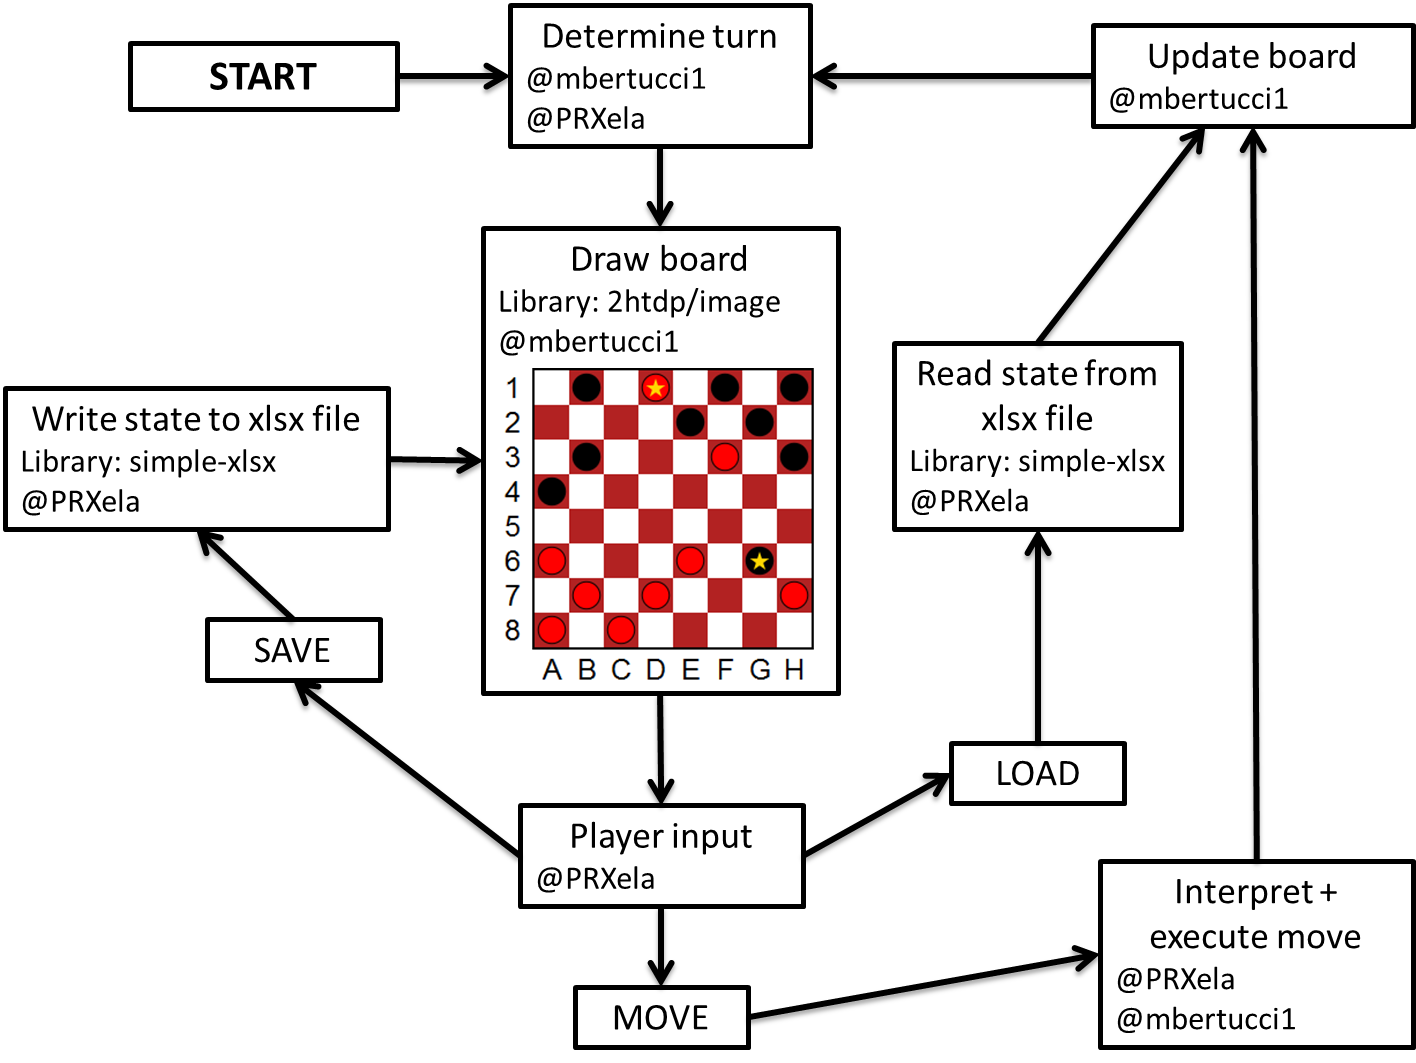 START
Determine turn
@mbertucci1
@PRXela
Update board
@mbertucci1
Draw board
Library: 2htdp/image
@mbertucci1
1
2
3
4
5
6
7
8
A B C D E F G H
Write state to xlsx file
Library: simple-xlsx
@PRXela
Read state from
xlsx file
Library: simple-xlsx
@PRXela
SAVE
LOAD
Player input
@PRXela
MOVE
Interpret +
execute move
@PRXela
@mbertucci1